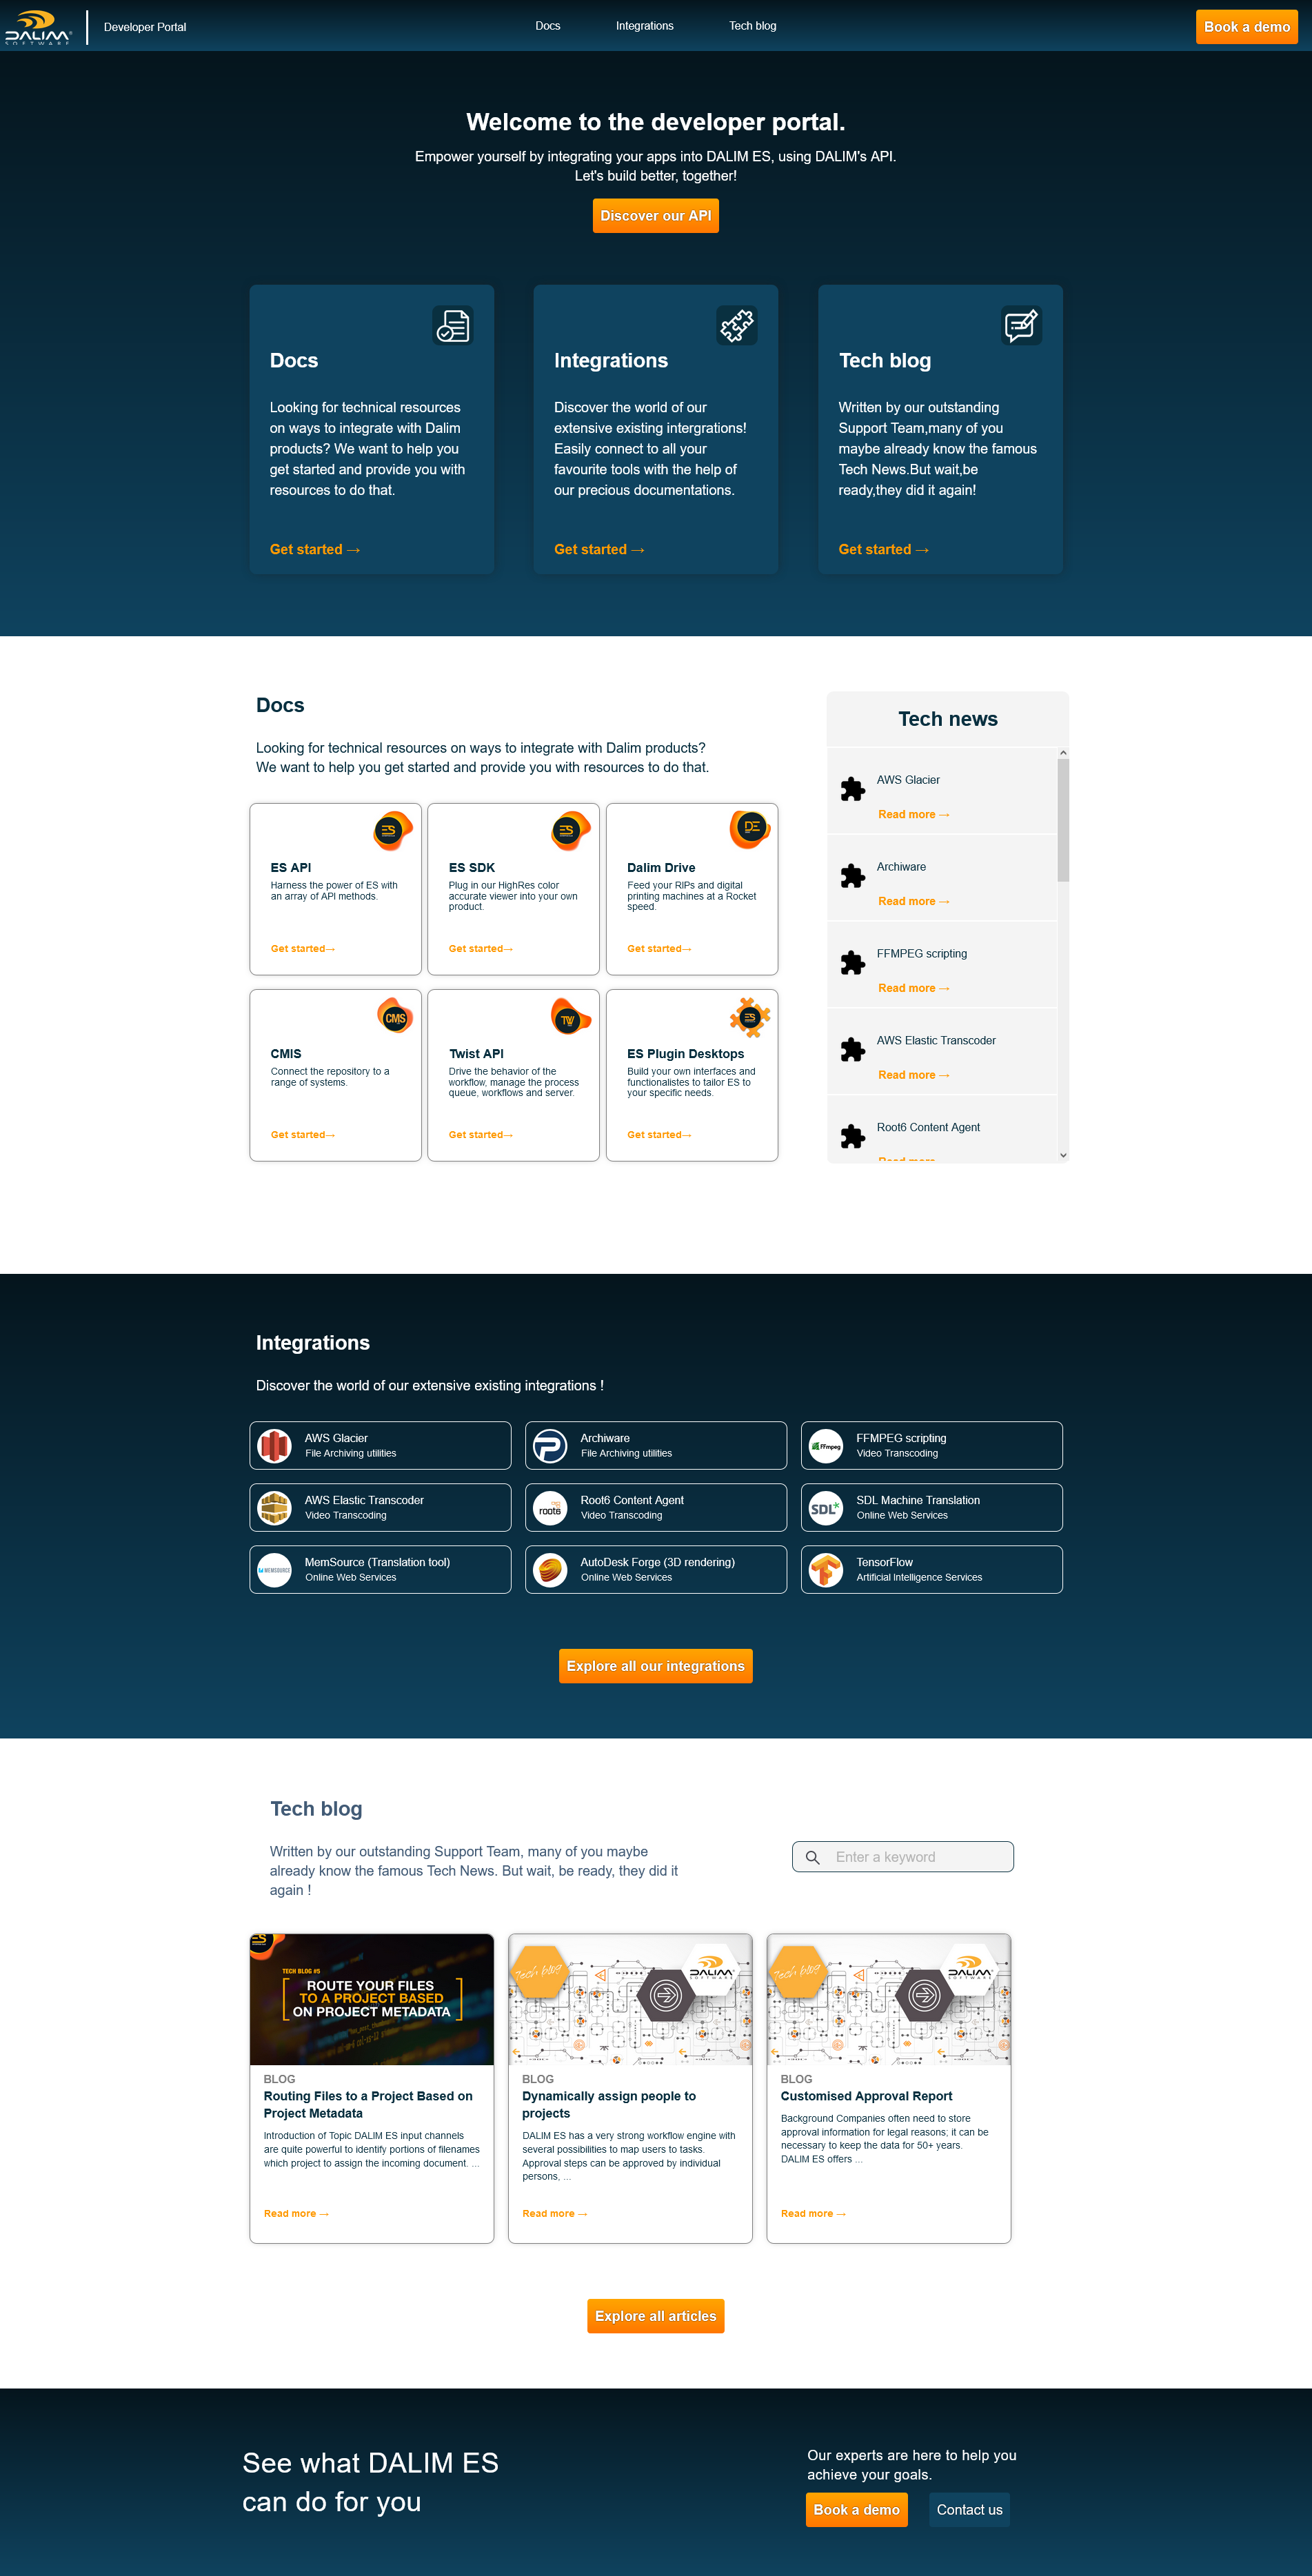 DALIM
SOFTWARE
Developer Portal
Docs
Integrations
Tech blog
Book a demo
Welcome to the developer portal.
Empower yourself by integrating your apps into DALIM ES, using DALIM's API.
Let's build better, together!
Discover our API
Docs
Looking for technical resources
on ways to integrate with Dalim
products? We want to help you
get started and provide you with
resources to do that.
Get started →
Integrations
Discover the world of our
extensive existing intergrations!
Easily connect to all your
favourite tools with the help of
our precious documentations.
Get started →
Tech blog
Written by our outstanding
Support Team,many of you
maybe already know the famous
Tech News.But wait,be
ready,they did it again!
Get started →
Docs
Looking for technical resources on ways to integrate with Dalim products?
We want to help you get started and provide you with resources to do that.
ES
ES API
Harness the power of ES with
an array of API methods.
Get started→
ES
ES SDK
Plug in our HighRes color
accurate viewer into your own
product.
Get started→
DE
Dalim Drive
Feed your RIPs and digital
printing machines at a Rocket
speed.
Get started→
CMIS
CMIS
Connect the repository to a
range of systems.
Get started→
TW
Twist API
Drive the behavior of the
workflow, manage the process
queue, workflows and server.
Get started→
ES
ES Plugin Desktops
Build your own interfaces and
functionalistes to tailor ES to
your specific needs.
Get started→
Tech news
AWS Glacier
Read more →
Archiware
Read more →
FFMPEG scripting
Read more →
AWS Elastic Transcoder
Read more →
Root6 Content Agent
Read more
Integrations
Discover the world of our extensive existing integrations !
AWS Glacier
File Archiving utilities
Archiware
File Archiving utilities
FFmpeg
FFMPEG scripting
Video Transcoding
AWS Elastic Transcoder
Video Transcoding
root6
Root6 Content Agent
Video Transcoding
SDL*
SDL Machine Translation
Online Web Services
MEMSOURCE
MemSource (Translation tool)
Online Web Services
AutoDesk Forge (3D rendering)
Online Web Services
TensorFlow
Artificial Intelligence Services
Explore all our integrations
Tech blog
Written by our outstanding Support Team, many of you maybe
already know the famous Tech News. But wait, be ready, they did it
again !
Enter a keyword
ES
TECH BLOG #5
ROUTE YOUR FILES
TO A PROJECT BASED
ON PROJECT METADATA
BLOG
Routing Files to a Project Based on
Project Metadata
Introduction of Topic DALIM ES input channels
are quite powerful to identify portions of filenames
which project to assign the incoming document. ...
Read more →
Tech blog
DALIM
SOFTWARE
BLOG
Dynamically assign people to
projects
DALIM ES has a very strong workflow engine with
several possibilities to map users to tasks.
Approval steps can be approved by individual
persons, ...
Read more →
Tech blog
DALIM
SOFTWARE
BLOG
Customised Approval Report
Background Companies often need to store
approval information for legal reasons; it can be
necessary to keep the data for 50+ years.
DALIM ES offers ...
Read more →
Explore all articles
See what DALIM ES
can do for you
Our experts are here to help you
achieve your goals.
Book a demo
Contact us